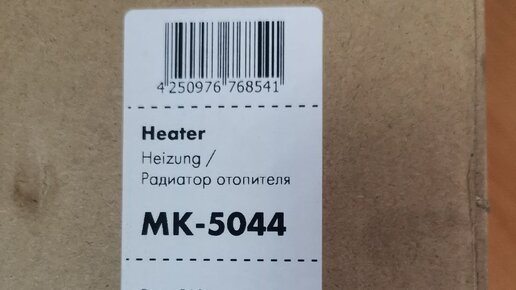 4 250976 768541
Heater
Heizung /
Радиатор отопителя
MK-5044